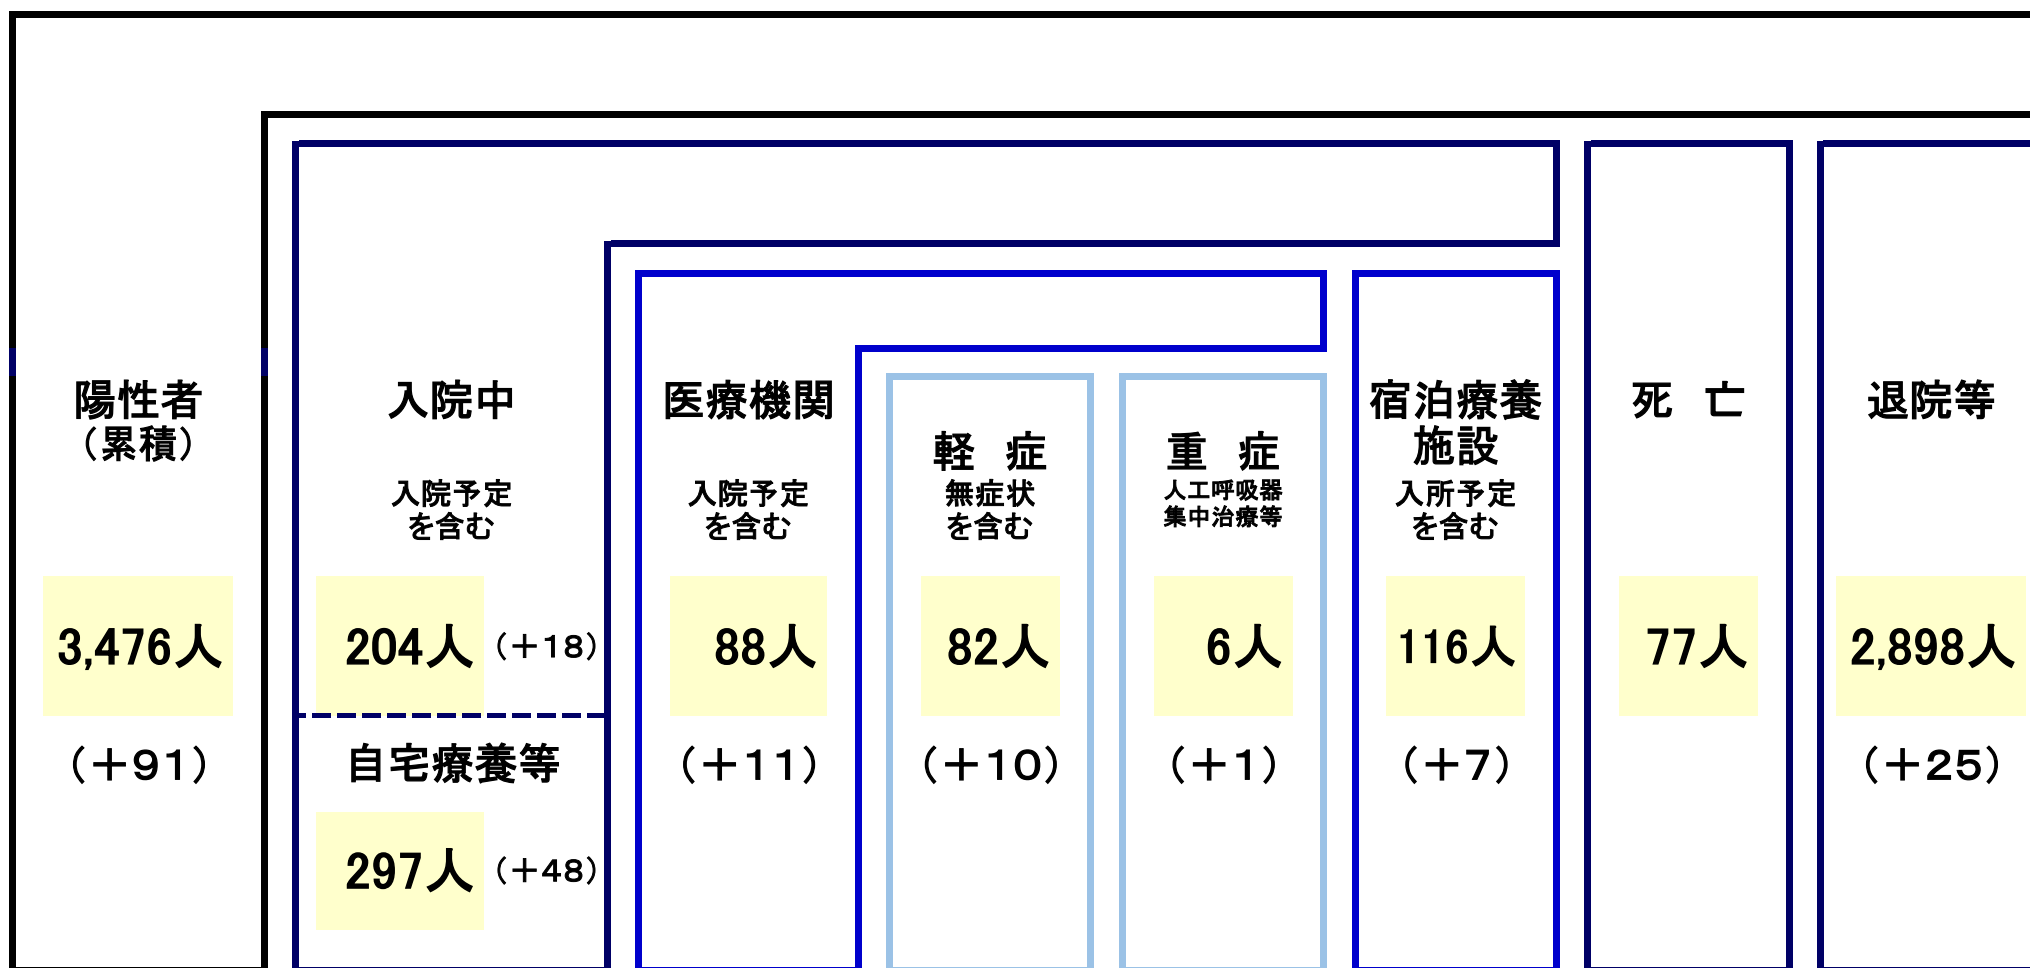 陽性者
（累積）
3,476人
（＋91）
入院中
入院予定
を含む
204人（＋18）
自宅療養等
297人（＋48）
医療機関
入院予定
を含む
88人
（＋11）
軽　症
無症状
を含む
82人
（＋10）
重　症
人工呼吸器
集中治療等
6人
（＋1）
宿泊療養
施設
入所予定
を含む
116人
（＋7）
死　亡
77人
退院等
2,898人
（＋25）